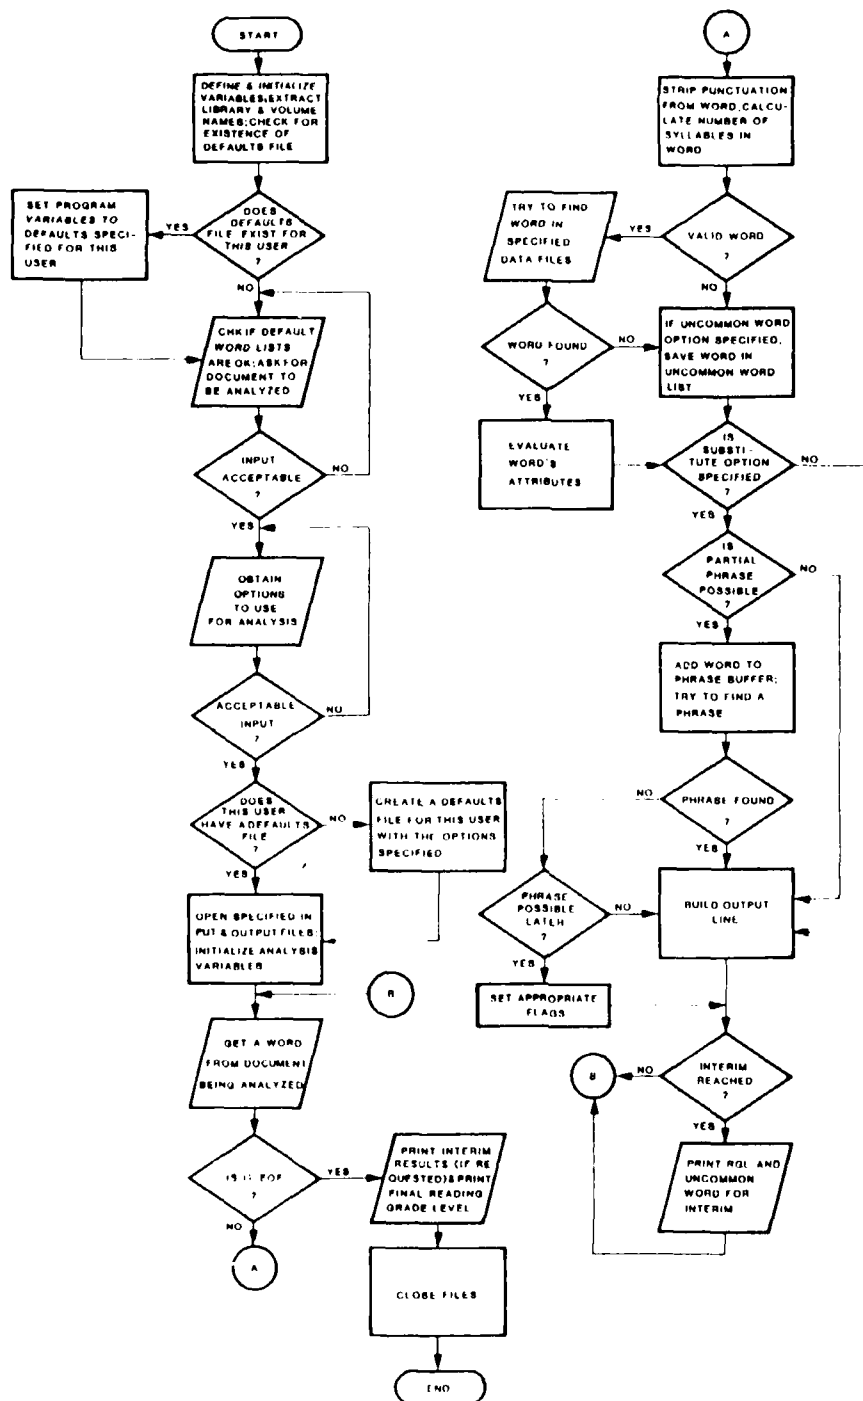 START
DEFINE & INITIALIZE
VARIABLES;EXTRACT
LIBRARY & VOLUME
NAMES;CHECK FOR
EXISTENCE OF
DEFAULTS FILE
DOES
DEFAULTS
FILE EXIST FOR
THIS USER
?
YES
NO
SET PROGRAM
VARIABLES TO
DEFAULTS SPECI-
FIED FOR THIS
USER
CHK IF DEFAULT
WORD LISTS
ARE OK; ASK FOR
DOCUMENT TO
BE ANALYZED
INPUT
ACCEPTABLE
?
NO
YES
OBTAIN
OPTIONS
TO USE
FOR ANALYSIS
ACCEPTABLE
INPUT
?
NO
YES
DOES
THIS USER
HAVE A DEFAULTS
FILE
?
NO
YES
CREATE A DEFAULTS
FILE FOR THIS USER
WITH THE OPTIONS
SPECIFIED
OPEN SPECIFIED IN
PUT & OUTPUT FILES;
INITIALIZE ANALYSIS
VARIABLES
B
GET A WORD
FROM DOCUMENT
BEING ANALYZED
IS IT EOF
?
YES
NO
A
PRINT INTERIM
RESULTS (IF RE
QUESTED)& PRINT
FINAL READING
GRADE LEVEL
CLOSE FILES
END
A
STRIP PUNCTUATION
FROM WORD; CALCU-
LATE NUMBER OF
SYLLABLES IN
WORD
VALID WORD
?
YES
NO
TRY TO FIND
WORD IN
SPECIFIED
DATA FILES
WORD FOUND
?
NO
YES
IF UNCOMMON WORD
OPTION SPECIFIED,
SAVE WORD IN
UNCOMMON WORD
LIST
EVALUATE
WORD'S
ATTRIBUTES
IS
SUBSTI-
TUTE OPTION
SPECIFIED
?
NO
YES
IS
PARTIAL
PHRASE
POSSIBLE
?
NO
YES
ADD WORD TO
PHRASE BUFFER;
TRY TO FIND A
PHRASE
PHRASE FOUND
?
NO
YES
PHRASE
POSSIBLE
LATER
?
NO
YES
BUILD OUTPUT
LINE
SET APPROPRIATE
FLAGS
INTERIM
REACHED
?
NO
YES
B
PRINT RGL AND
UNCOMMON
WORD FOR
INTERIM